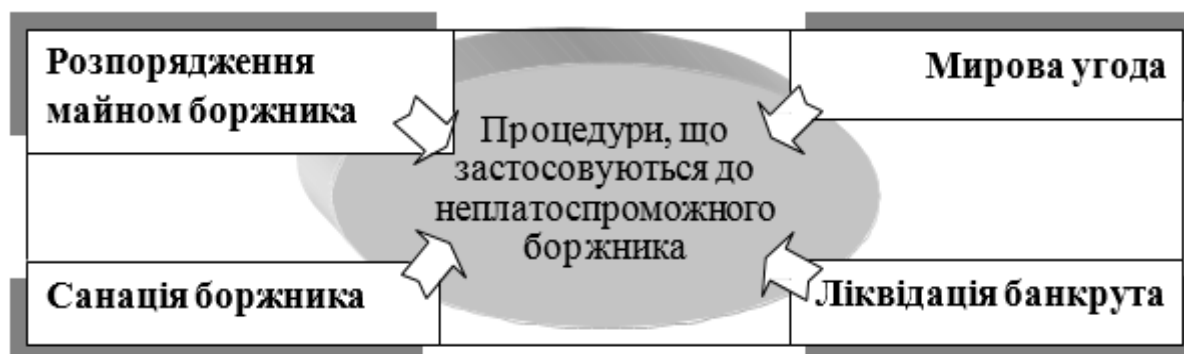 Розпорядження
майном боржника
Мирова угода
Процедури, що
застосовуються до
неплатоспроможного
боржника
Санація боржника
Ліквідація банкрута